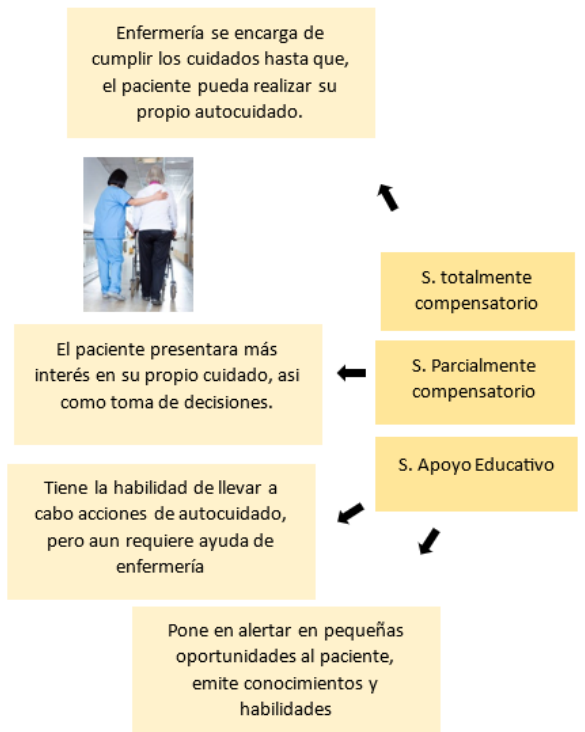 Enfermería se encarga de
cumplir los cuidados hasta que,
el paciente pueda realizar su
propio autocuidado.
S. totalmente
compensatorio
El paciente presentara más
interés en su propio cuidado, asi
como toma de decisiones.
S. Parcialmente
compensatorio
S. Apoyo Educativo
Tiene la habilidad de llevar a
cabo acciones de autocuidado,
pero aun requiere ayuda de
enfermería
Pone en alertar en pequeñas
oportunidades al paciente,
emite conocimientos y
habilidades